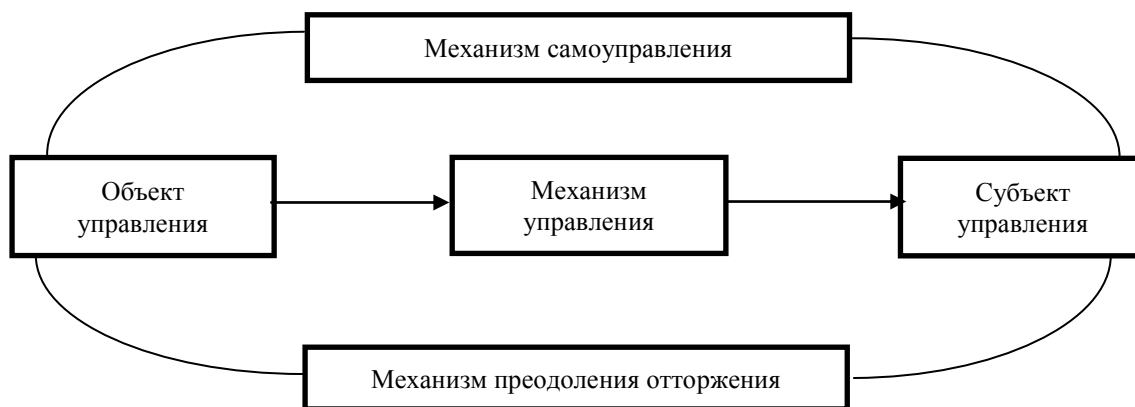 Механизм самоуправления
Объект
управления
Механизм
управления
Субъект
управления
Механизм преодоления отторжения